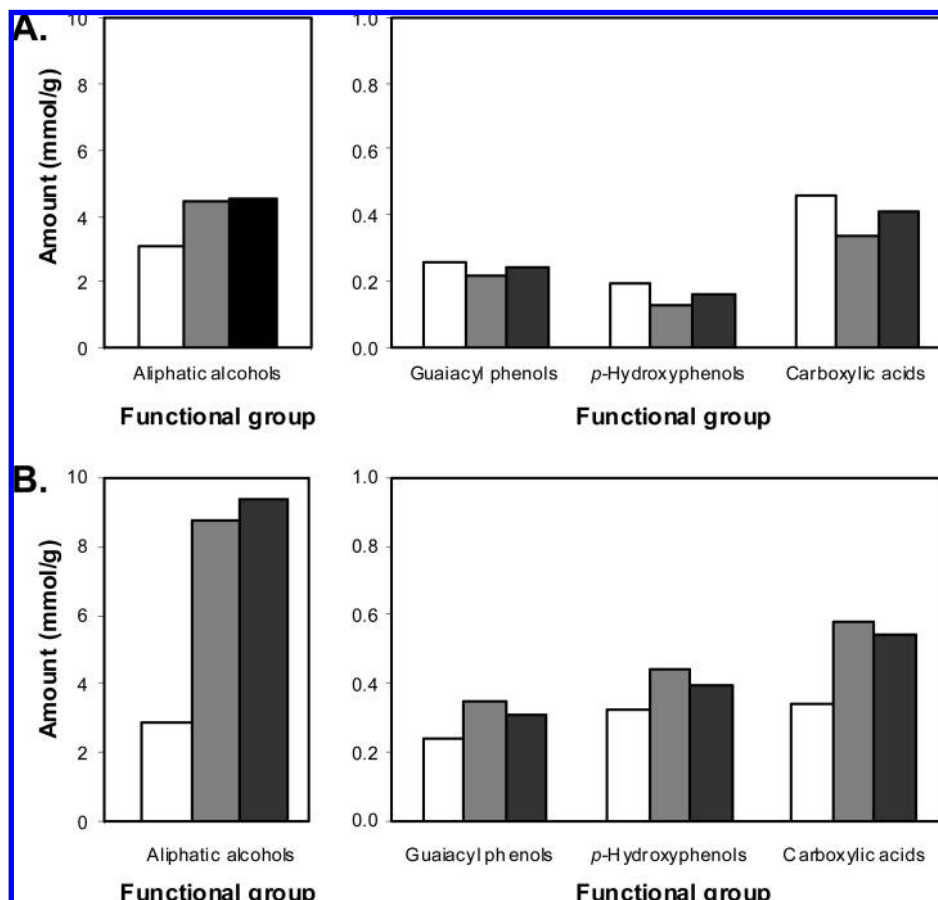 A.
Amount (mmol/g)
10
8
6
4
2
0
Aliphatic alcohols
Functional group
1.0
0.8
0.6
0.4
0.2
0.0
Guaiacyl phenols
p-Hydroxyphenols
Carboxylic acids
Functional group
B.
Amount (mmol/g)
10
8
6
4
2
0
Aliphatic alcohols
Functional group
1.0
0.8
0.6
0.4
0.2
0.0
Guaiacyl phenols
p-Hydroxyphenols
Carboxylic acids
Functional group